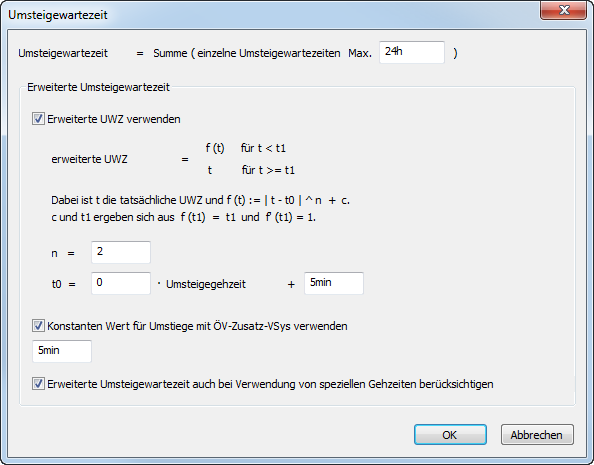 Umsteigewartezeit
Umsteigewartezeit = Summe ( einzelne Umsteigewartezeiten Max. 24h )
Erweiterte Umsteigewartezeit
Erweiterte UWZ verwenden
f (t) für t < t1
erweiterte UWZ =
t für t >= t1
Dabei ist t die tatsächliche UWZ und f (t) := | t - t0 | ^ n + c.
c und t1 ergeben sich aus f (t1) = t1 und f' (t1) = 1.
n = 2
t0 = 0 · Umsteigegehzeit + 5min
Konstanten Wert für Umstiege mit ÖV-Zusatz-VSys verwenden
5min
Erweiterte Umsteigewartezeit auch bei Verwendung von speziellen Gehzeiten berücksichtigen
OK Abbrechen